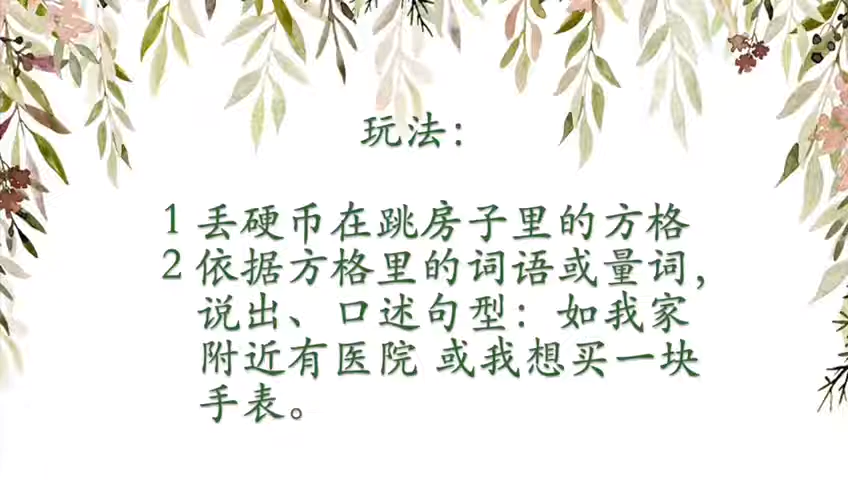 玩法：
1 丢硬币在跳房子里的方格
2 依据方格里的词语或量词，
说出、口述句型：如我家
附近有医院 或我想买一块
手表。